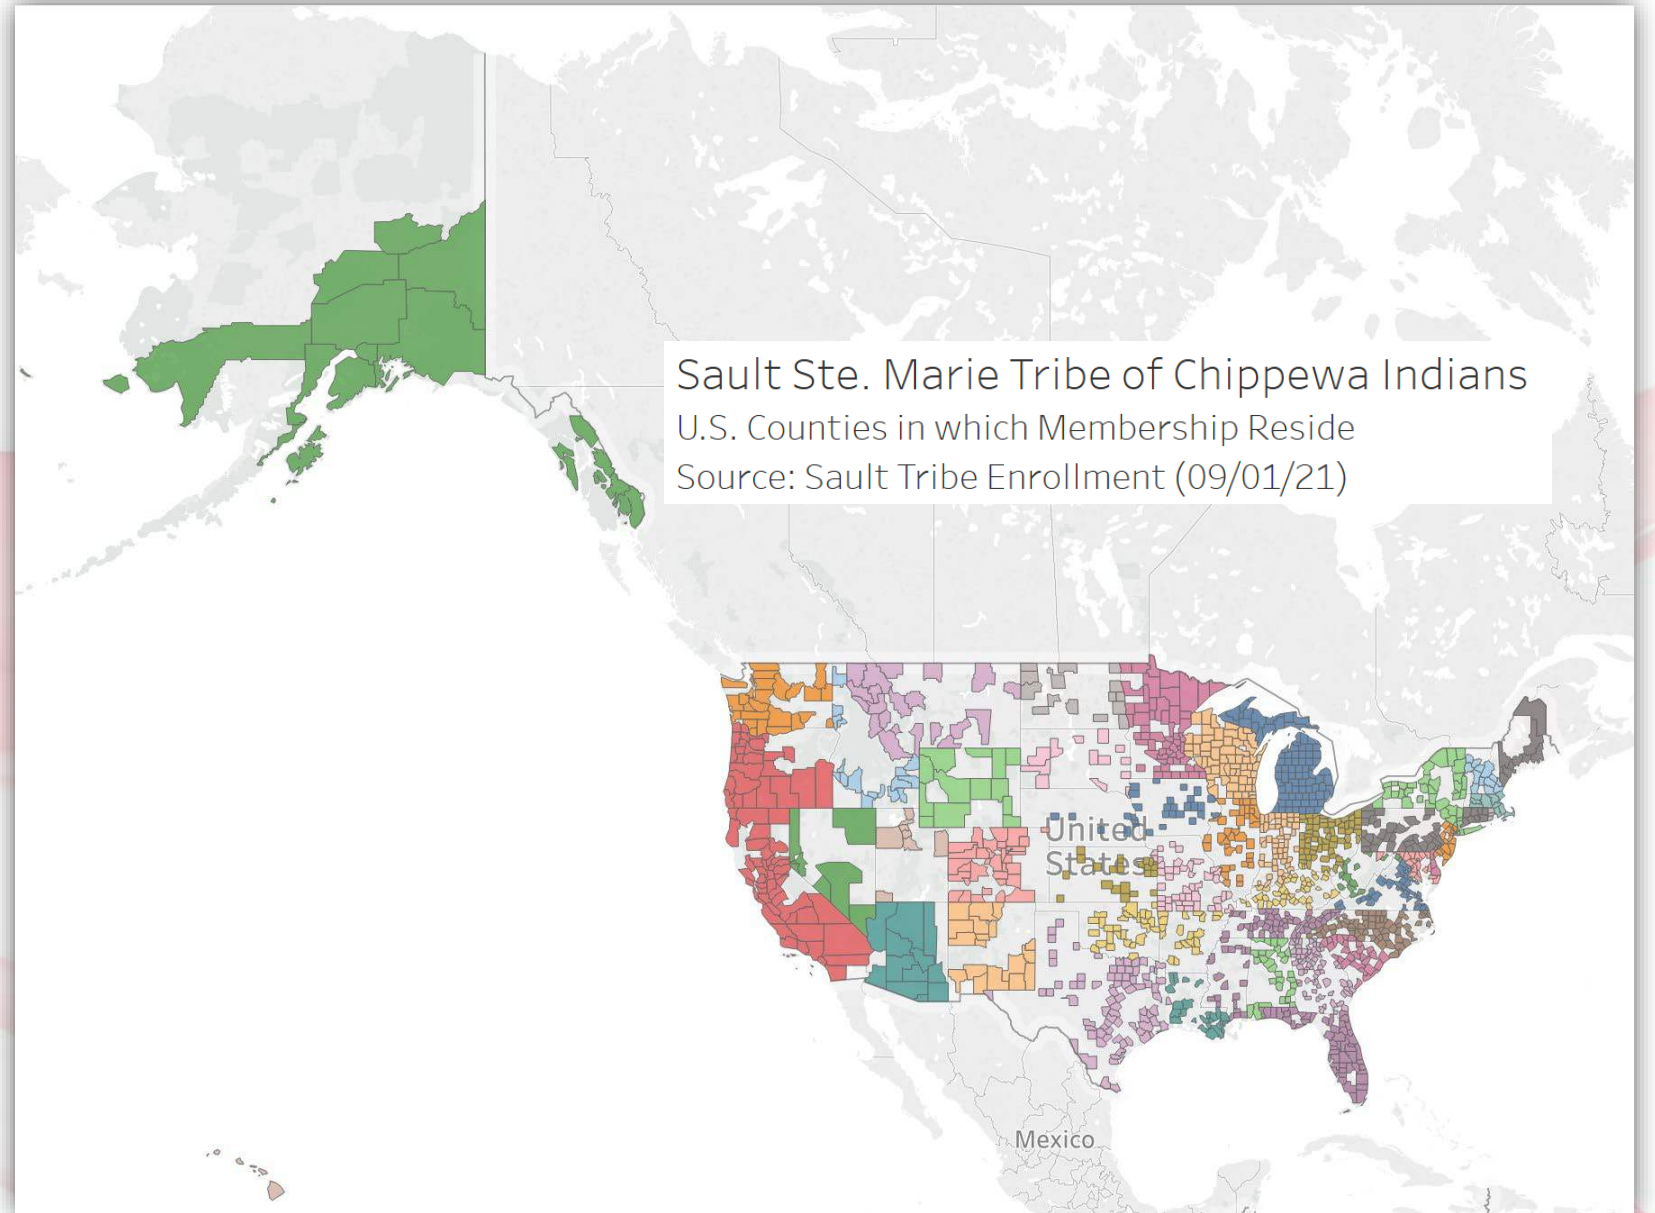 Sault Ste. Marie Tribe of Chippewa Indians
U.S. Counties in which Membership Reside
Source: Sault Tribe Enrollment (09/01/21)
United
States
Mexico